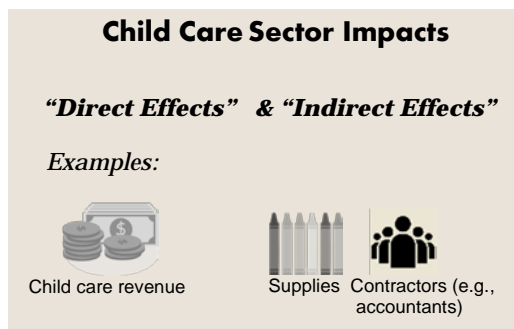 Child Care Sector Impacts
“Direct Effects” & “Indirect Effects”
Examples:
$
Child care revenue
Supplies
Contractors (e.g.,
accountants)